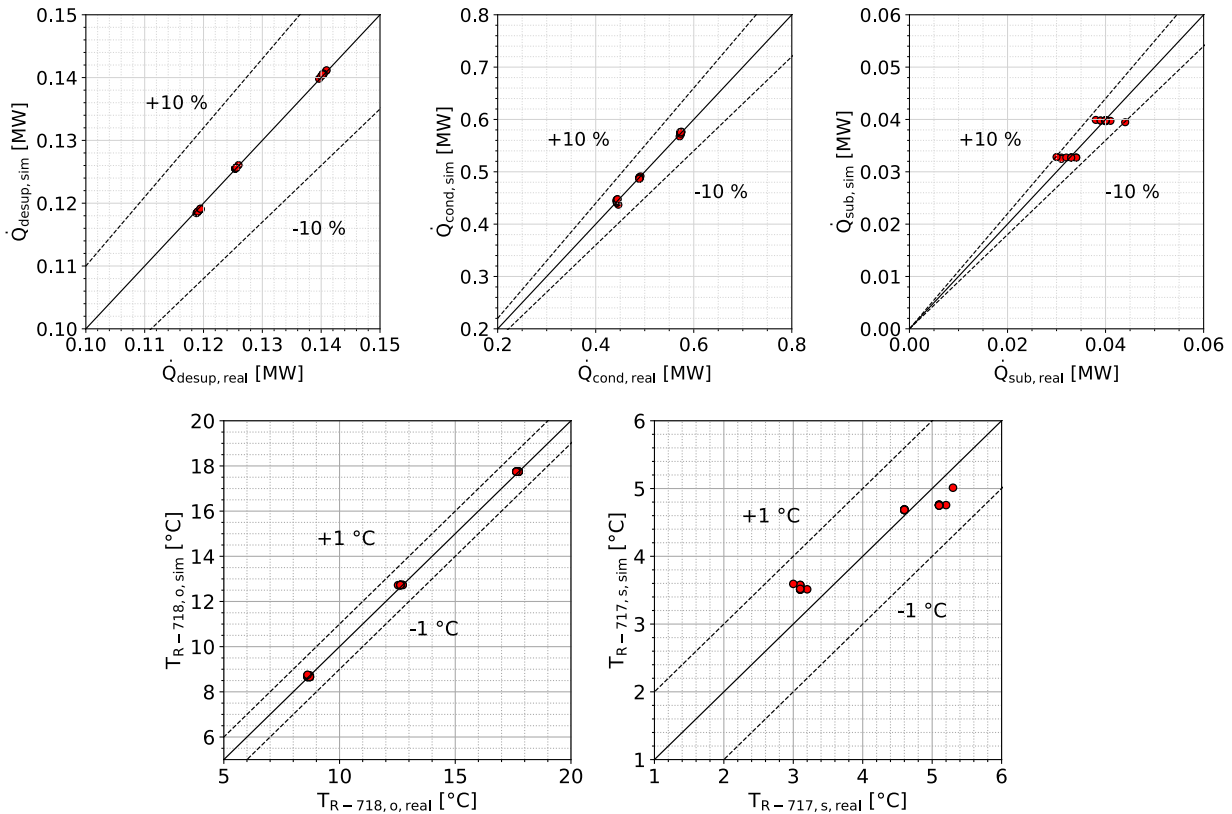 0.15
0.14
0.13
0.12
0.11
0.10
Q̇desup, sim [MW]
+10 %
-10 %
0.10 0.11 0.12 0.13 0.14 0.15
Q̇desup, real [MW]
0.8
0.7
0.6
0.5
0.4
0.3
0.2
Q̇cond, sim [MW]
+10 %
-10 %
0.2 0.4 0.6 0.8
Q̇cond, real [MW]
0.06
0.05
0.04
0.03
0.02
0.01
0.00
Q̇sub, sim [MW]
+10 %
-10 %
0.00 0.02 0.04 0.06
Q̇sub, real [MW]
20
18
16
14
12
10
8
6
TR−718, o, sim [°C]
+1 °C
-1 °C
5 10 15 20
TR−718, o, real [°C]
6
5
4
3
2
1
TR−717, s, sim [°C]
+1 °C
-1 °C
1 2 3 4 5 6
TR−717, s, real [°C]